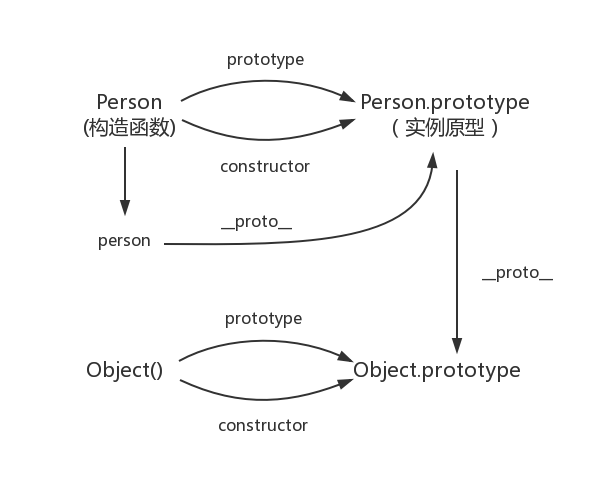 prototype
Person
(构造函数)
Person.prototype
( 实例原型 )
constructor
person
__proto__
__proto__
prototype
Object()
Object.prototype
constructor